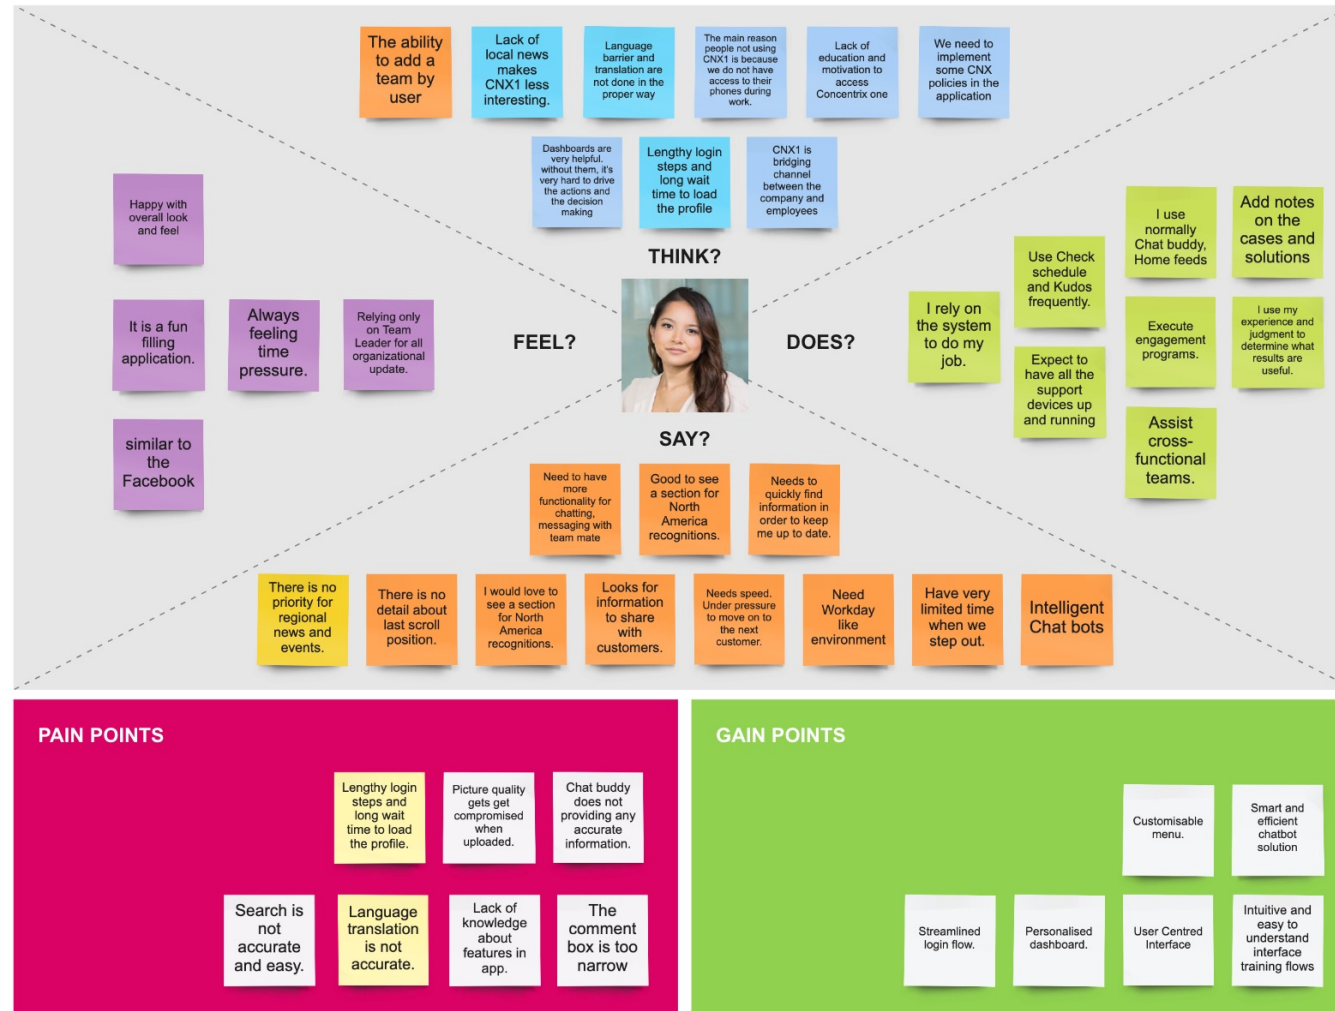 The ability
to add a
team by
user
Lack of
local news
makes
CNX1 less
interesting.
Language
barrier and
translation are
not done in the
proper way
The main reason
people not using
CNX1 is because
we do not have
access to their
phones during
work.
Lack of
education and
motivation to
access
Concentrix one
We need to
implement
some CNX
policies in the
application
Dashboards are
very helpful.
without them, it's
very hard to drive
the actions and
the decision
making
Lengthy login
steps and
long wait
time to load
the profile
CNX1 is
bridging
channel
between the
company and
employees
THINK?
Happy with
overall look
and feel
It is a fun
filling
application.
Always
feeling
time
pressure.
Relying only
on Team
Leader for all
organizational
update.
similar to
the
Facebook
FEEL?
DOES?
I rely on
the system
to do my
job.
Use Check
schedule
and Kudos
frequently.
Expect to
have all the
support
devices up
and running
I use
normally
Chat buddy,
Home feeds
Execute
engagement
programs.
Assist
cross-
functional
teams.
Add notes
on the
cases and
solutions
I use my
experience and
judgment to
determine what
results are
useful.
SAY?
Need to have
more
functionality for
chatting,
messaging with
team mate
Good to see
a section for
North
America
recognitions.
Needs to
quickly find
information in
order to keep
me up to date.
There is no
priority for
regional
news and
events.
There is no
detail about
last scroll
position.
I would love to
see a section
for North
America
recognitions.
Looks for
information
to share
with
customers.
Needs speed.
Under pressure
to move on to
the next
customer.
Need
Workday
like
environment
Have very
limited time
when we
step out.
Intelligent
Chat bots
PAIN POINTS
Lengthy login
steps and
long wait
time to load
the profile.
Picture quality
gets get
compromised
when
uploaded.
Chat buddy
does not
providing any
accurate
information.
Search is
not
accurate
and easy.
Language
translation
is not
accurate.
Lack of
knowledge
about
features in
app.
The
comment
box is too
narrow
GAIN POINTS
Customisable
menu.
Smart and
efficient
chatbot
solution
Streamlined
login flow.
Personalised
dashboard.
User Centred
Interface
Intuitive and
easy to
understand
interface
training flows